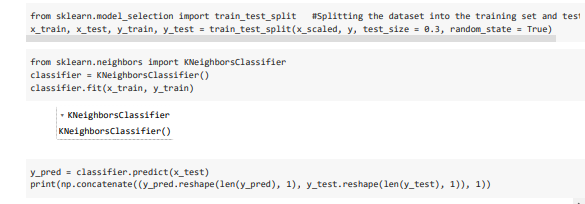 from sklearn.model_selection import train_test_split   #Splitting the dataset into the training set and test
x_train, x_test, y_train, y_test = train_test_split(x_scaled, y, test_size = 0.3, random_state = True)
from sklearn.neighbors import KNeighborsClassifier
classifier = KNeighborsClassifier()
classifier.fit(x_train, y_train)
▾ KNeighborsClassifier
KNeighborsClassifier()
y_pred = classifier.predict(x_test)
print(np.concatenate((y_pred.reshape(len(y_pred), 1), y_test.reshape(len(y_test), 1)), 1))